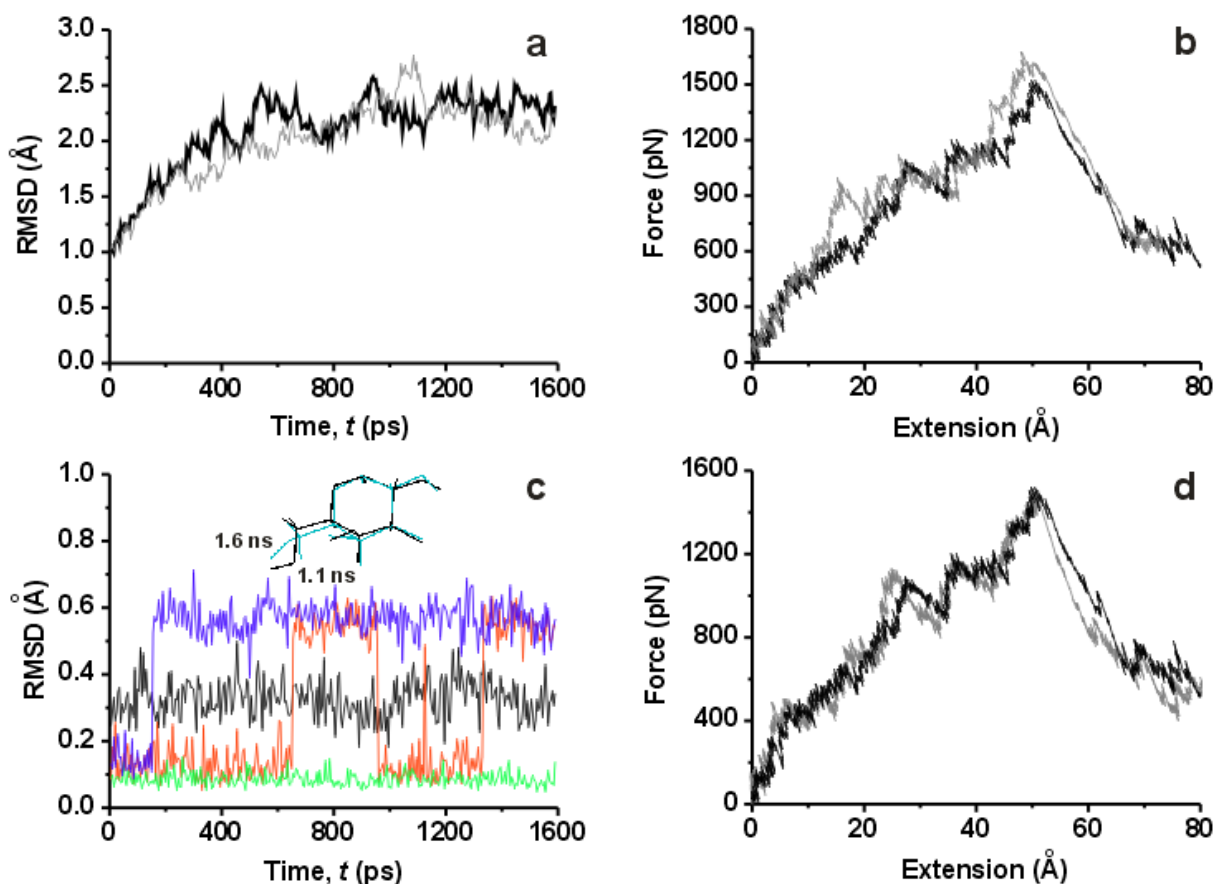 a
3.0
2.5
2.0
1.5
1.0
0.5
0.0
RMSD (Å)
0 400 800 1200 1600
Time, t (ps)
b
1800
1500
1200
900
600
300
0
Force (pN)
0 20 40 60 80
Extension (Å)
c
1.0
0.8
0.6
0.4
0.2
0.0
RMSD (Å)
1.6 ns
1.1 ns
0 400 800 1200 1600
Time, t (ps)
d
1600
1200
800
400
0
Force (pN)
0 20 40 60 80
Extension (Å)